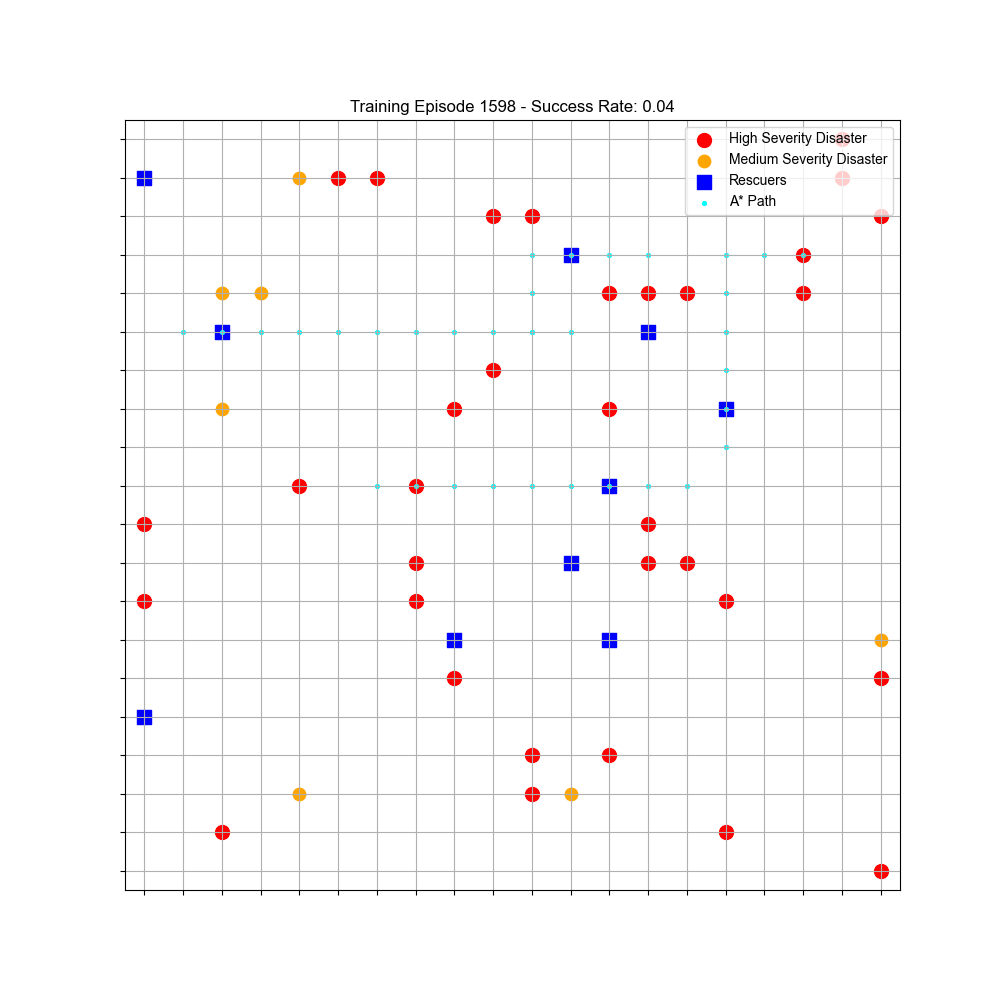 Training Episode 1598 - Success Rate: 0.04
High Severity Disaster
Medium Severity Disaster
Rescuers
A* Path